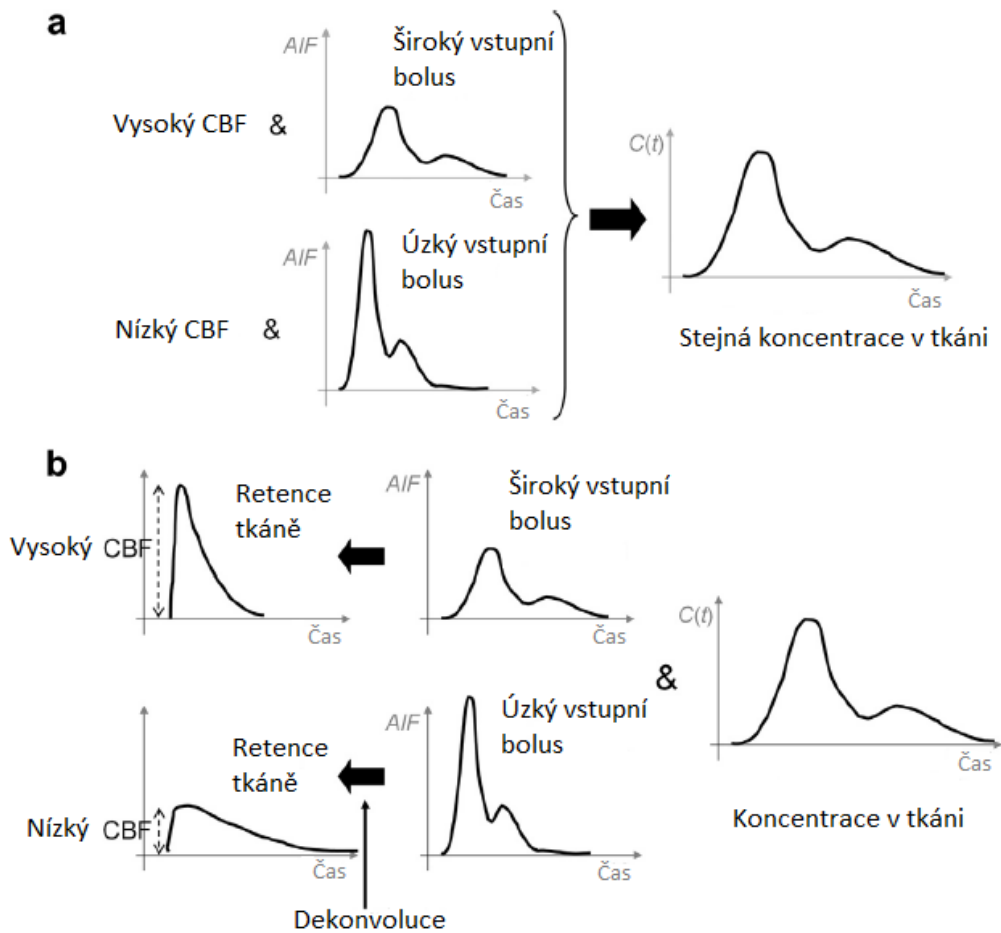 a
AIF
Široký vstupní
bolus
Vysoký CBF &
Čas
AIF
Úzký vstupní
bolus
Nízký CBF &
Čas
C(t)
Čas
Stejná koncentrace v tkáni
b
Retence
tkáně
Vysoký CBF
Čas
AIF
Široký vstupní
bolus
Čas
Retence
tkáně
Nízký CBF
Čas
AIF
Úzký vstupní
bolus
Čas
Dekonvoluce
&
C(t)
Čas
Koncentrace v tkáni